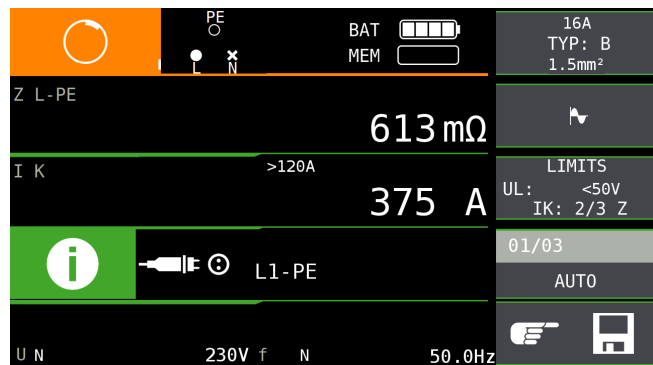 PE
L N
BAT
MEM
16A
TYP: B
1.5mm²
Z L-PE
613 mΩ
I K
>120A
375 A
LIMITS
UL: <50V
IK: 2/3 Z
i
L1-PE
01/03
AUTO
U N 230V f N 50.0Hz